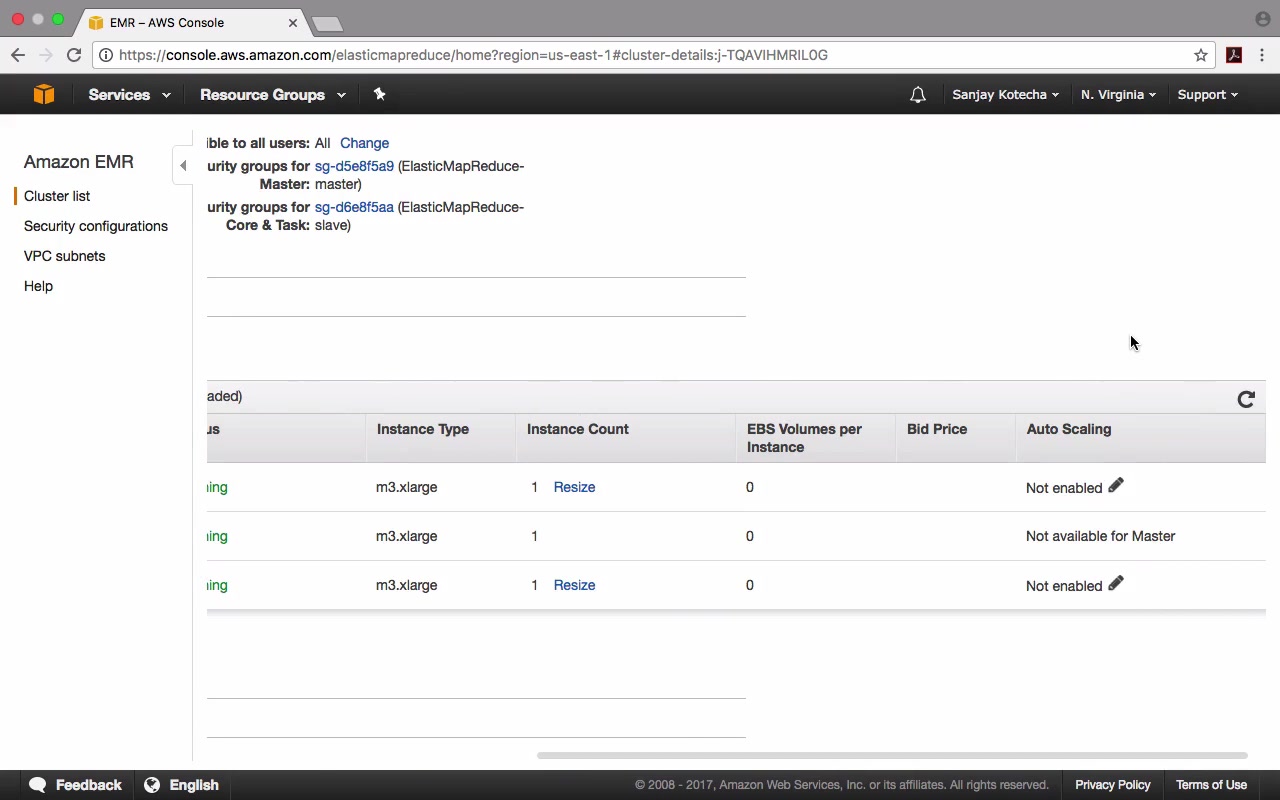 EMR – AWS Console
https://console.aws.amazon.com/elasticmapreduce/home?region=us-east-1#cluster-details:j-TQAVIHMRIL0G
Services Resource Groups Sanjay Kotecha N. Virginia Support
Amazon EMR
Cluster list
Security configurations
VPC subnets
Help
ible to all users: All Change
urity groups for sg-d5e8f5a9 (ElasticMapReduce-
Master: master)
urity groups for sg-d6e8f5aa (ElasticMapReduce-
Core & Task: slave)
aded)
us Instance Type Instance Count EBS Volumes per Bid Price Auto Scaling
Instance
ning m3.xlarge 1 Resize 0 Not enabled
ning m3.xlarge 1 0 Not available for Master
ning m3.xlarge 1 Resize 0 Not enabled
Feedback English © 2008 - 2017, Amazon Web Services, Inc. or its affiliates. All rights reserved. Privacy Policy Terms of Use